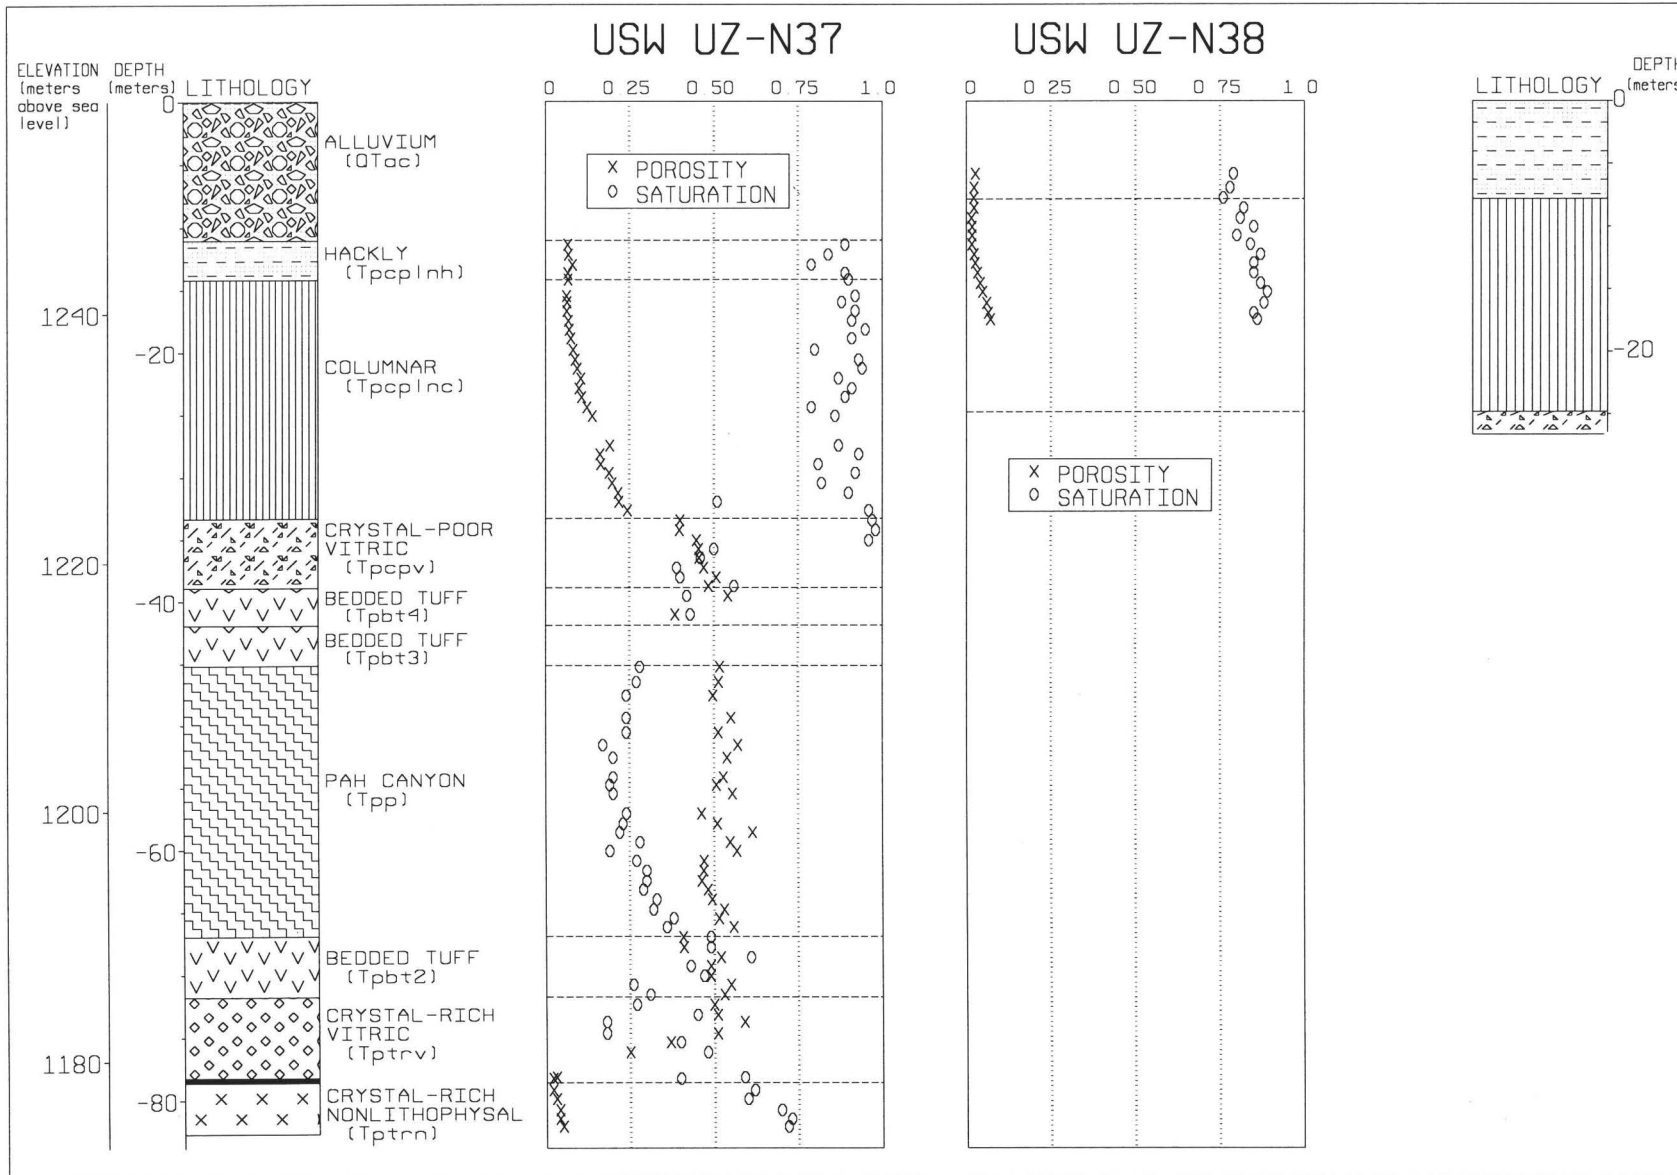 USW UZ-N37
USW UZ-N38
ELEVATION
(meters
above sea
level)
DEPTH
(meters)
LITHOLOGY
0
-20
-40
-60
-80
1240
1220
1200
1180
ALLUVIUM
(QTac)
HACKLY
(Tpcplnh)
COLUMNAR
(Tpcplnc)
CRYSTAL-POOR
VITRIC
(Tpcpv)
BEDDED TUFF
(Tpbt4)
BEDDED TUFF
(Tpbt3)
PAH CANYON
(Tpp)
BEDDED TUFF
(Tpbt2)
CRYSTAL-RICH
VITRIC
(Tptrv)
CRYSTAL-RICH
NONLITHOPHYSAL
(Tptrn)
0 0 25 0 50 0 75 1 0
X POROSITY
O SATURATION
0 0 25 0 50 0 75 1 0
X POROSITY
O SATURATION
LITHOLOGY
DEPTH
(meters
0
-20